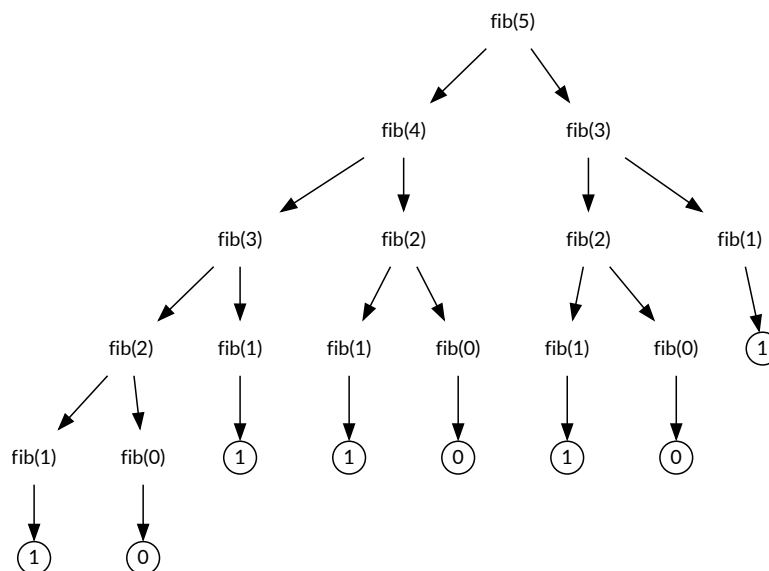 fib(5)
fib(4) fib(3)
fib(3) fib(2) fib(2) fib(1)
fib(2) fib(1) fib(1) fib(0) fib(1) fib(0) 1
fib(1) fib(0) 1 1 0 1 0
1 0